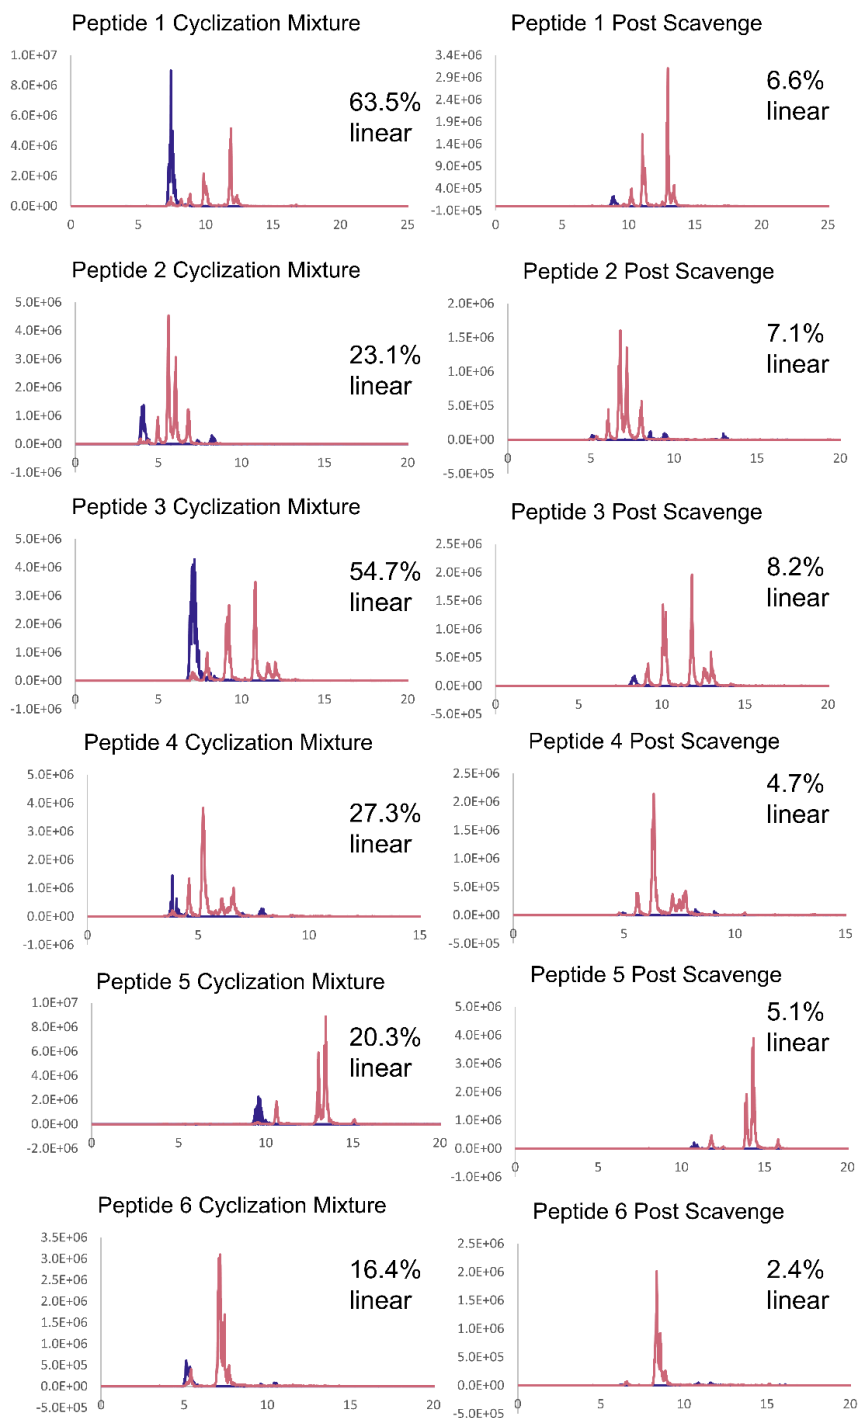 Peptide 1 Cyclization Mixture
1.0E+07
8.0E+06
6.0E+06
4.0E+06
2.0E+06
0.0E+00
0 5 10 15 20 25
63.5%
linear
Peptide 1 Post Scavenge
3.4E+06
2.9E+06
2.4E+06
1.9E+06
1.4E+06
9.0E+05
4.0E+05
-1.0E+05
0 5 10 15 20 25
6.6%
linear
Peptide 2 Cyclization Mixture
5.0E+06
4.0E+06
3.0E+06
2.0E+06
1.0E+06
0.0E+00
-1.0E+06
0 5 10 15 20
23.1%
linear
Peptide 2 Post Scavenge
2.0E+06
1.5E+06
1.0E+06
5.0E+05
0.0E+00
-5.0E+05
0 5 10 15 20
7.1%
linear
Peptide 3 Cyclization Mixture
5.0E+06
4.0E+06
3.0E+06
2.0E+06
1.0E+06
0.0E+00
-1.0E+06
0 5 10 15 20
54.7%
linear
Peptide 3 Post Scavenge
2.5E+06
2.0E+06
1.5E+06
1.0E+06
5.0E+05
0.0E+00
-5.0E+05
0 5 10 15 20
8.2%
linear
Peptide 4 Cyclization Mixture
5.0E+06
4.0E+06
3.0E+06
2.0E+06
1.0E+06
0.0E+00
-1.0E+06
0 5 10 15
27.3%
linear
Peptide 4 Post Scavenge
2.5E+06
2.0E+06
1.5E+06
1.0E+06
5.0E+05
0.0E+00
-5.0E+05
0 5 10 15
4.7%
linear
Peptide 5 Cyclization Mixture
1.0E+07
8.0E+06
6.0E+06
4.0E+06
2.0E+06
0.0E+00
-2.0E+06
0 5 10 15 20
20.3%
linear
Peptide 5 Post Scavenge
5.0E+06
4.0E+06
3.0E+06
2.0E+06
1.0E+06
0.0E+00
-1.0E+06
0 5 10 15 20
5.1%
linear
Peptide 6 Cyclization Mixture
3.5E+06
3.0E+06
2.5E+06
2.0E+06
1.5E+06
1.0E+06
5.0E+05
0.0E+00
-5.0E+05
0 5 10 15 20
16.4%
linear
Peptide 6 Post Scavenge
2.5E+06
2.0E+06
1.5E+06
1.0E+06
5.0E+05
0.0E+00
-5.0E+05
0 5 10 15 20
2.4%
linear